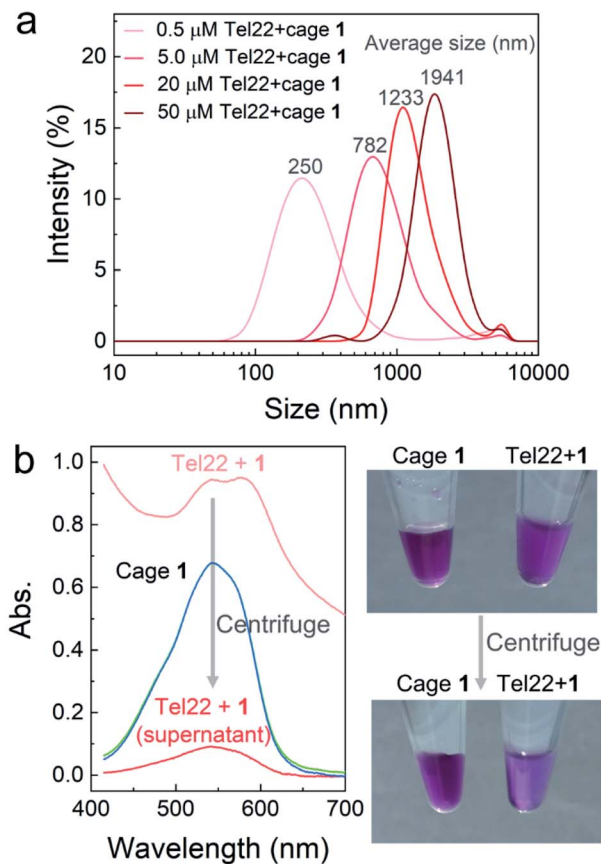 a
0.5 μM Tel22+cage 1
5.0 μM Tel22+cage 1
20 μM Tel22+cage 1
50 μM Tel22+cage 1
Average size (nm)
1941
1233
782
250
Intensity (%)
20
15
10
5
0
10
100
1000
10000
Size (nm)
b
Tel22 + 1
Cage 1
Centrifuge
Tel22 + 1
(supernatant)
Abs.
1.0
0.8
0.6
0.4
0.2
0.0
400
500
600
700
Wavelength (nm)
Cage 1
Tel22+1
Centrifuge
Cage 1
Tel22+1